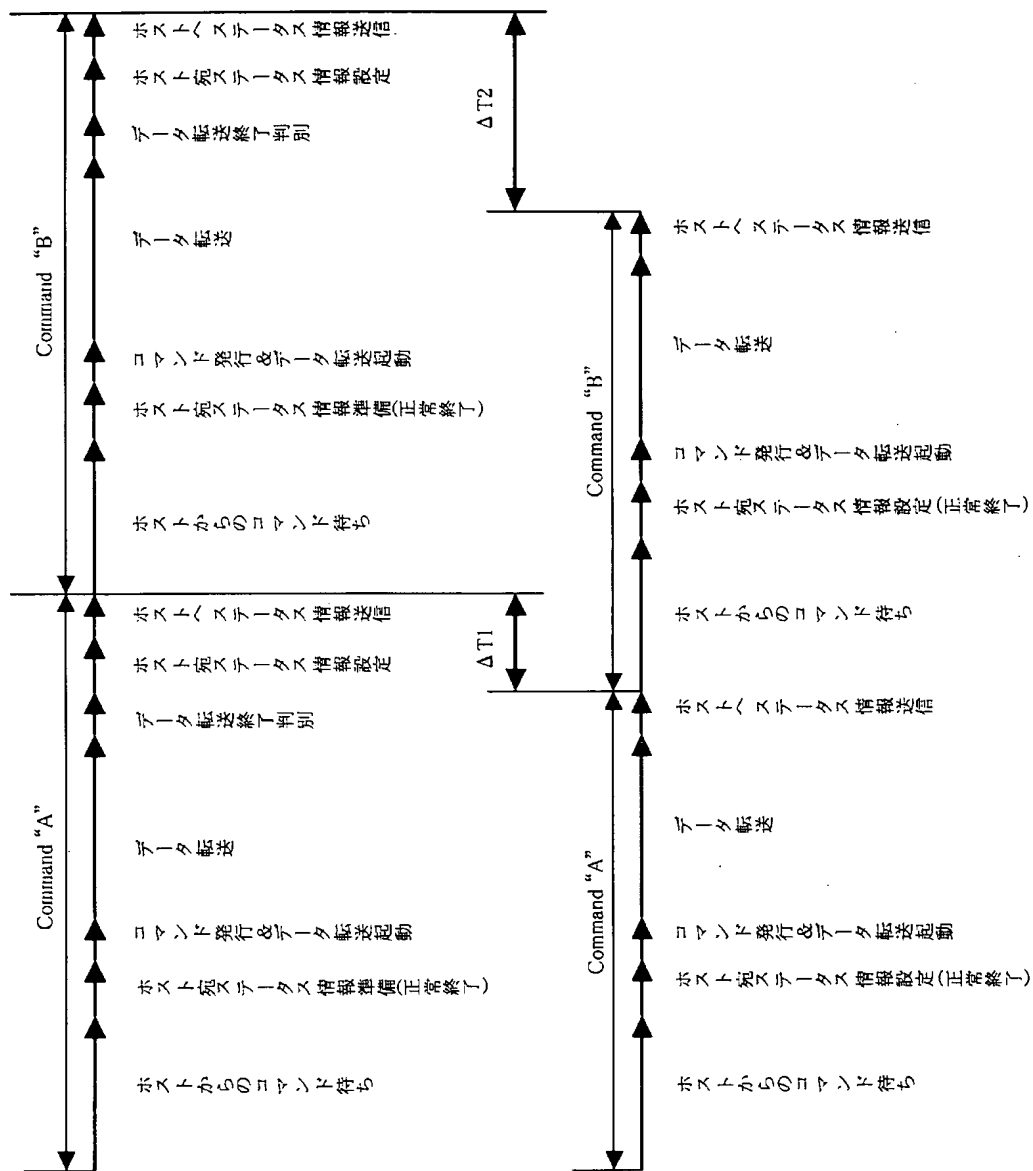 Command “A”
Command “B”
ホストからのコマンド待ち
ホスト宛ステータス情報準備(正常終了)
コマンド発行&データ転送起動
データ転送
データ転送終了判別
ホスト宛ステータス情報設定
ホストへステータス情報送信
ホストからのコマンド待ち
ホスト宛ステータス情報準備(正常終了)
コマンド発行&データ転送起動
データ転送
データ転送終了判別
ホスト宛ステータス情報設定
ホストへステータス情報送信
ΔT1
ΔT2
Command “A”
Command “B”
ホストからのコマンド待ち
ホスト宛ステータス情報設定(正常終了)
コマンド発行&データ転送起動
データ転送
ホストへステータス情報送信
ホストからのコマンド待ち
ホスト宛ステータス情報設定(正常終了)
コマンド発行&データ転送起動
データ転送
ホストへステータス情報送信